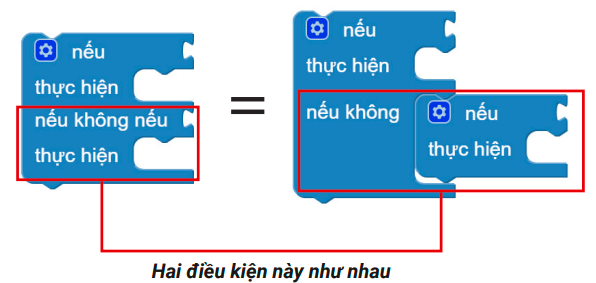 nếu
thực hiện
nếu không nếu
thực hiện
=
nếu
thực hiện
nếu không
nếu
thực hiện
Hai điều kiện này như nhau